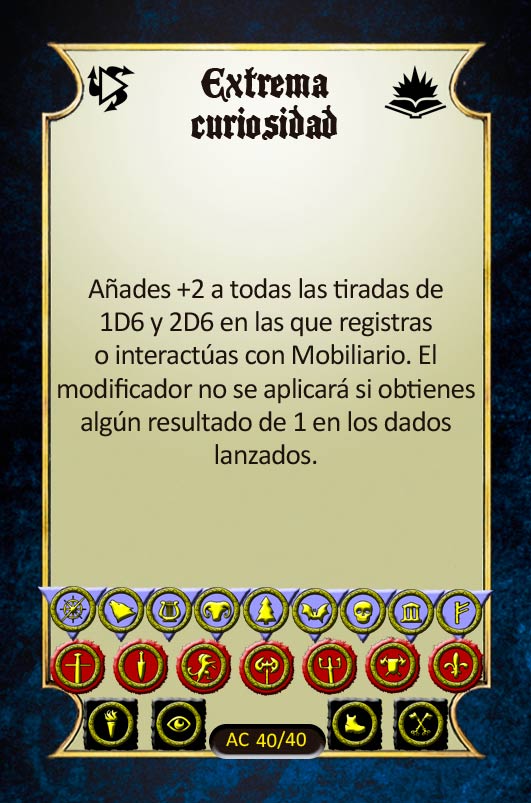 Extrema
curiosidad
Añades +2 a todas las tiradas de
1D6 y 2D6 en las que registras
o interactúas con Mobiliario. El
modificador no se aplicará si obtienes
algún resultado de 1 en los dados
lanzados.
AC 40/40